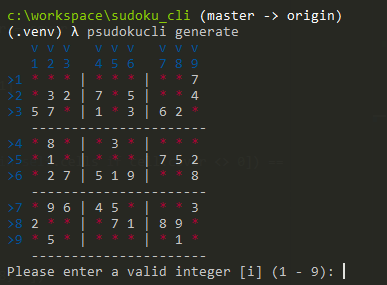 c:\workspace\sudoku_cli (master -> origin)
(.venv) λ psudokucli generate
   v v v   v v v   v v v
   1 2 3   4 5 6   7 8 9
>1 * * * | * * * | * * 7
>2 * 3 2 | 7 * 5 | * * 4
>3 5 7 * | 1 * 3 | 6 2 *
   ----------------------
>4 * 8 * | * 3 * | * * *
>5 * 1 * | * * * | 7 5 2
>6 * 2 7 | 5 1 9 | * * 8
   ----------------------
>7 * 9 6 | 4 5 * | * * 3
>8 2 * * | * 7 1 | 8 9 *
>9 * 5 * | * * * | * 1 *
Please enter a valid integer [i] (1 - 9):